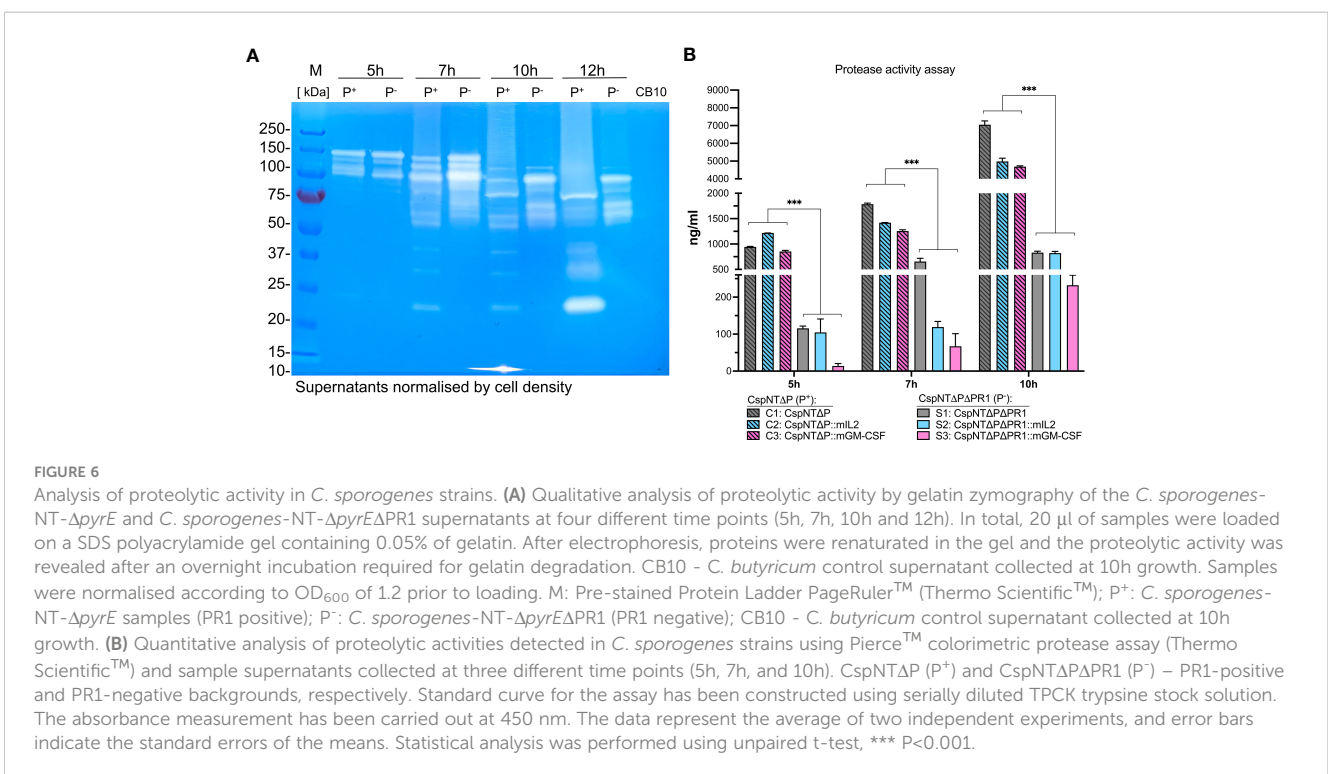 A
M 5h 7h 10h 12h
[ kDa] P+ P- P+ P- P+ P- P+ P- CB10
250-
150-
100-
75-
50-
37-
25-
20-
15-
10-
Supernatants normalised by cell density
B
Protease activity assay
ng/ml
9000
8000
7000
6000
5000
4000
2000
1500
1000
500
200
100
0
***
***
***
5h 7h 10h
CspNTΔP (P+):
C1: CspNTΔP
C2: CspNTΔP::mIL2
C3: CspNTΔP::mGM-CSF
CspNTΔPΔPR1 (P-):
S1: CspNTΔPΔPR1
S2: CspNTΔPΔPR1::mIL2
S3: CspNTΔPΔPR1::mGM-CSF
FIGURE 6
Analysis of proteolytic activity in C. sporogenes strains. (A) Qualitative analysis of proteolytic activity by gelatin zymography of the C. sporogenes-
NT-ΔpyrE and C. sporogenes-NT-ΔpyrEΔPR1 supernatants at four different time points (5h, 7h, 10h and 12h). In total, 20 μl of samples were loaded
on a SDS polyacrylamide gel containing 0.05% of gelatin. After electrophoresis, proteins were renaturated in the gel and the proteolytic activity was
revealed after an overnight incubation required for gelatin degradation. CB10 - C. butyricum control supernatant collected at 10h growth. Samples
were normalised according to OD600 of 1.2 prior to loading. M: Pre-stained Protein Ladder PageRuler™ (Thermo Scientific™); P+: C. sporogenes-
NT-ΔpyrE samples (PR1 positive); P-: C. sporogenes-NT-ΔpyrEΔPR1 (PR1 negative); CB10 - C. butyricum control supernatant collected at 10h
growth. (B) Quantitative analysis of proteolytic activities detected in C. sporogenes strains using Pierce™ colorimetric protease assay (Thermo
Scientific™) and sample supernatants collected at three different time points (5h, 7h, and 10h). CspNTΔP (P+) and CspNTΔPΔPR1 (P-) – PR1-positive
and PR1-negative backgrounds, respectively. Standard curve for the assay has been constructed using serially diluted TPCK trypsine stock solution.
The absorbance measurement has been carried out at 450 nm. The data represent the average of two independent experiments, and error bars
indicate the standard errors of the means. Statistical analysis was performed using unpaired t-test, *** P<0.001.